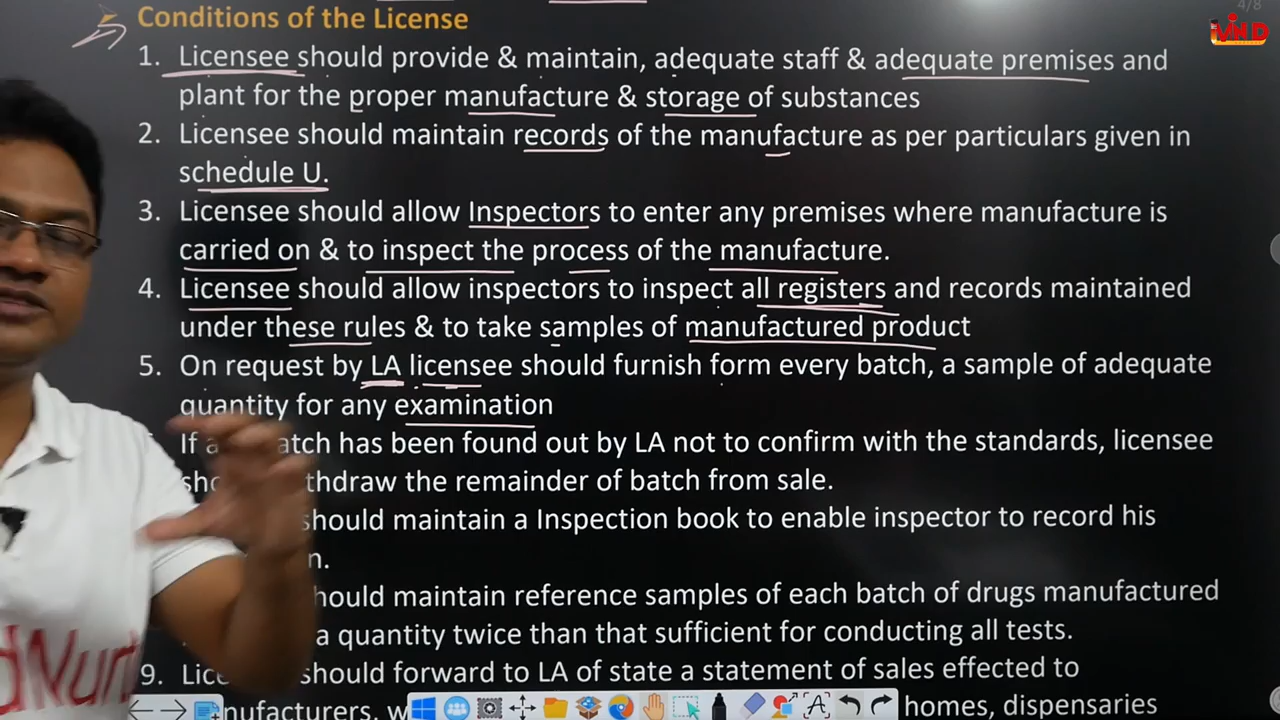 4/8
Conditions of the License
1. Licensee should provide & maintain, adequate staff & adequate premises and
plant for the proper manufacture & storage of substances
2. Licensee should maintain records of the manufacture as per particulars given in
schedule U.
3. Licensee should allow Inspectors to enter any premises where manufacture is
carried on & to inspect the process of the manufacture.
4. Licensee should allow inspectors to inspect all registers and records maintained
under these rules & to take samples of manufactured product
5. On request by LA licensee should furnish form every batch, a sample of adequate
quantity for any examination
If a atch has been found out by LA not to confirm with the standards, licensee
sho thdraw the remainder of batch from sale.
should maintain a Inspection book to enable inspector to record his
n.
hould maintain reference samples of each batch of drugs manufactured
a quantity twice than that sufficient for conducting all tests.
9. Lice should forward to LA of state a statement of sales effected to
nufacturers, w homes, dispensaries
dNurt